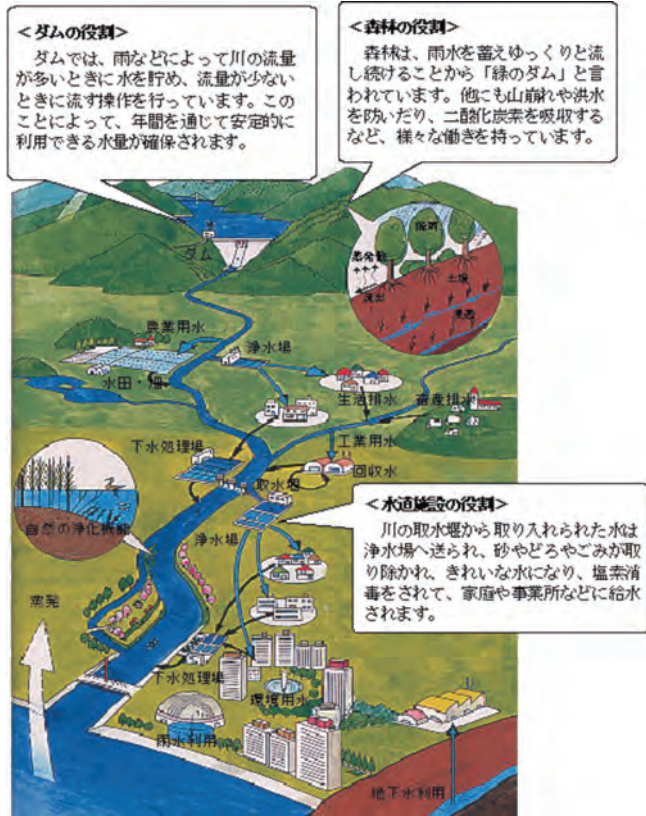 <ダムの役割>
ダムでは、雨などによって川の流量
が多いときに水を貯め、流量が少ない
ときに流す操作を行っています。この
ことによって、年間を通じて安定的に
利用できる水量が確保されます。
<森林の役割>
森林は、雨水を蓄えゆっくりと流
し続けることから「緑のダム」と言
われています。他にも山崩れや洪水
を防いだり、二酸化炭素を吸収する
など、様々な働きを持っています。
ダム
降雨
蒸発散
土壌
流出
浸透
農業用水
浄水場
水田・畑
生活排水
畜産排水
下水処理場
工業用水
回収水
取水堰
自然の浄化機能
浄水場
<水道施設の役割>
川の取水堰から取り入れられた水は
浄水場へ送られ、砂やどろやごみが取
り除かれ、きれいな水になり、塩素消
毒をされて、家庭や事業所などに給水
されます。
蒸発
下水処理場
環境用水
雨水利用
地下水利用